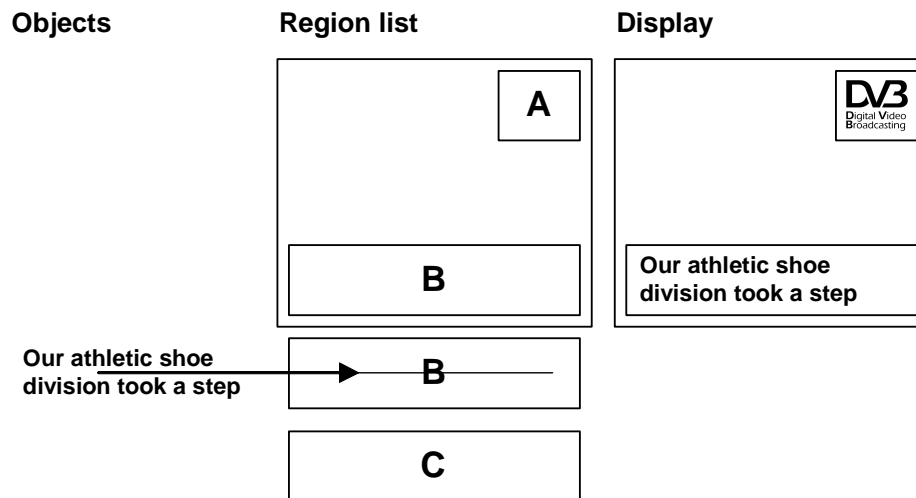 Objects Region list Display
A
DVB
Digital Video
Broadcasting
B
Our athletic shoe
division took a step
Our athletic shoe
division took a step
B
C